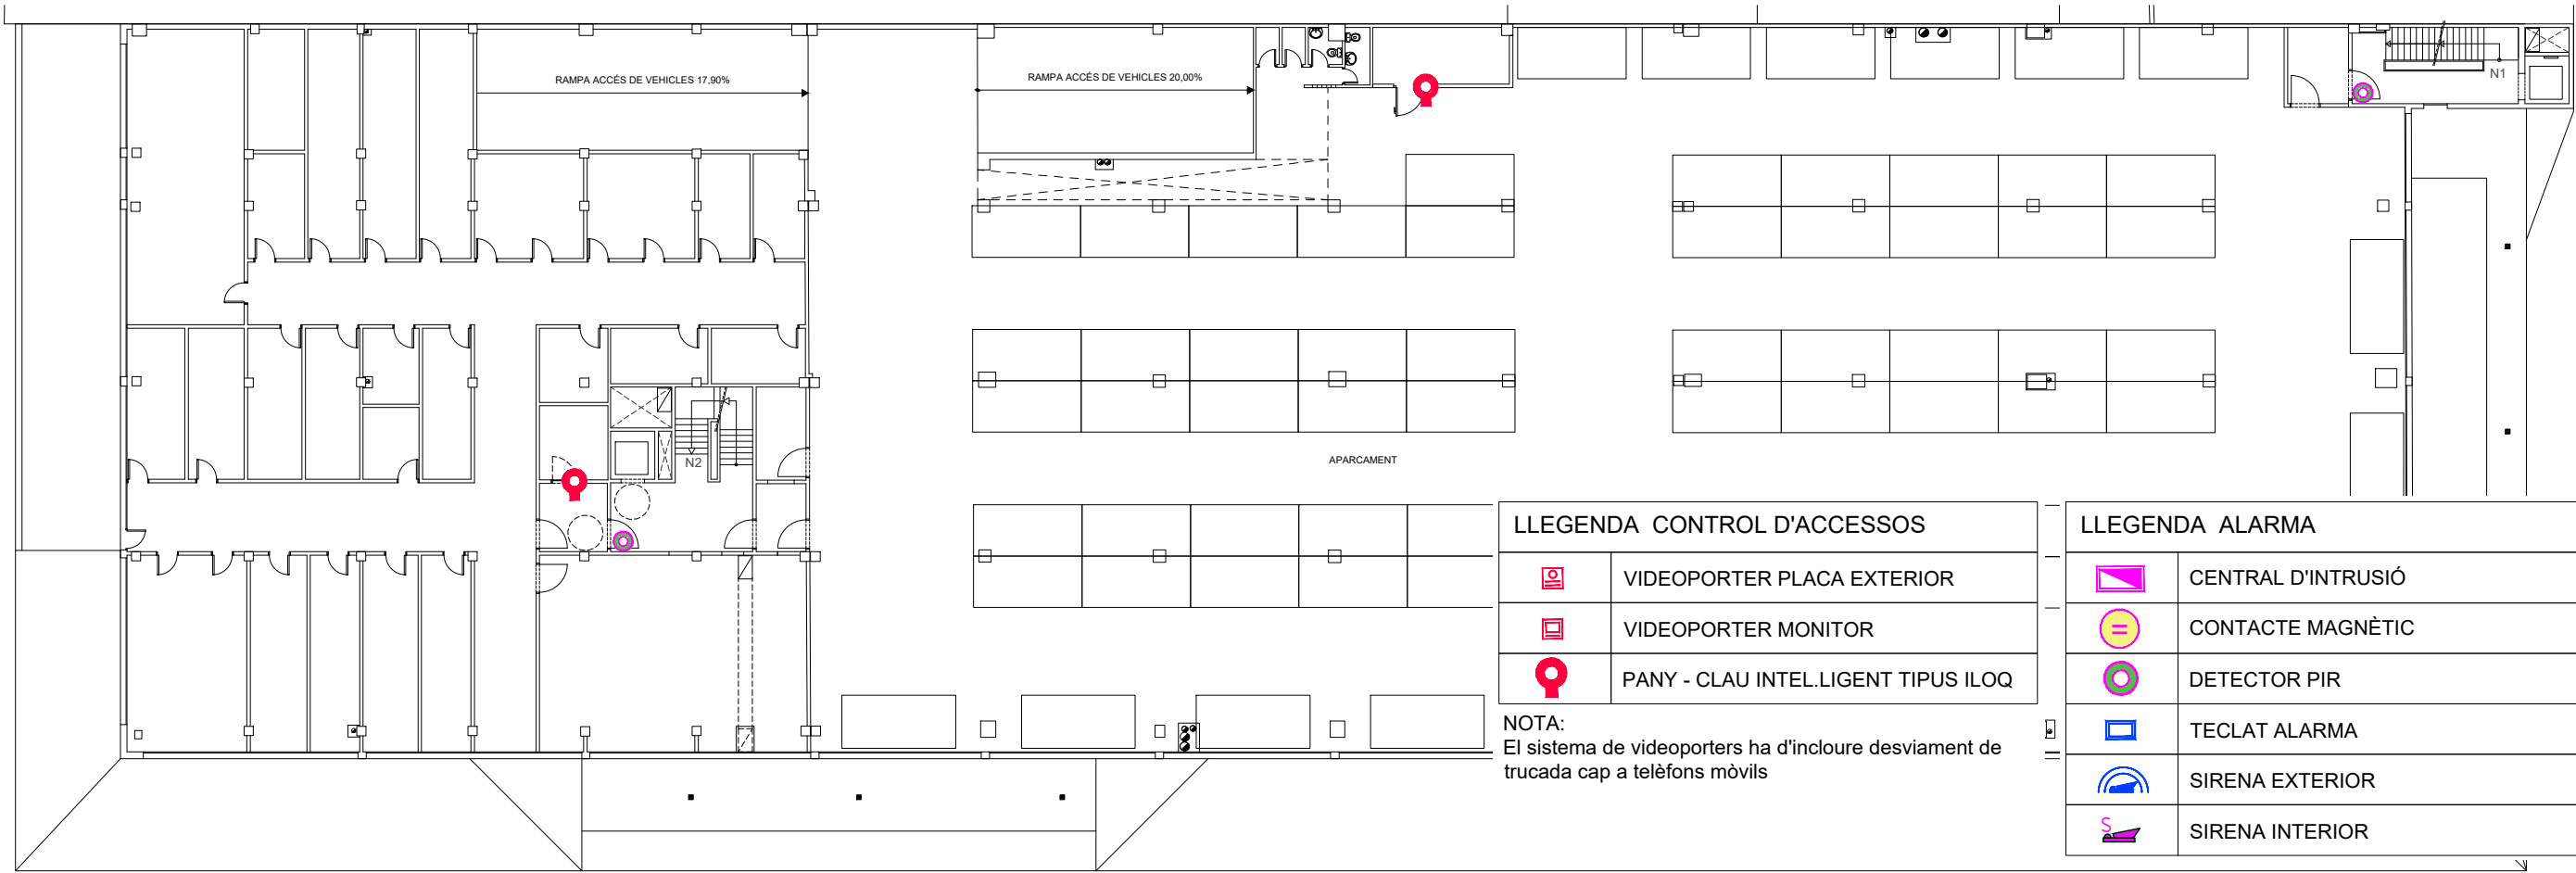 RAMPA ACCÉS DE VEHICLES 17,90%
RAMPA ACCÉS DE VEHICLES 20,00%
N1
N2
APARCAMENT
LLEGENDA CONTROL D'ACCESSOS
VIDEOPORTER PLACA EXTERIOR
VIDEOPORTER MONITOR
PANY - CLAU INTEL.LIGENT TIPUS ILOQ
NOTA:
El sistema de videoporters ha d'incloure desviament de
trucada cap a telèfons mòvils
LLEGENDA ALARMA
CENTRAL D'INTRUSIÓ
CONTACTE MAGNÈTIC
DETECTOR PIR
TECLAT ALARMA
SIRENA EXTERIOR
S
SIRENA INTERIOR